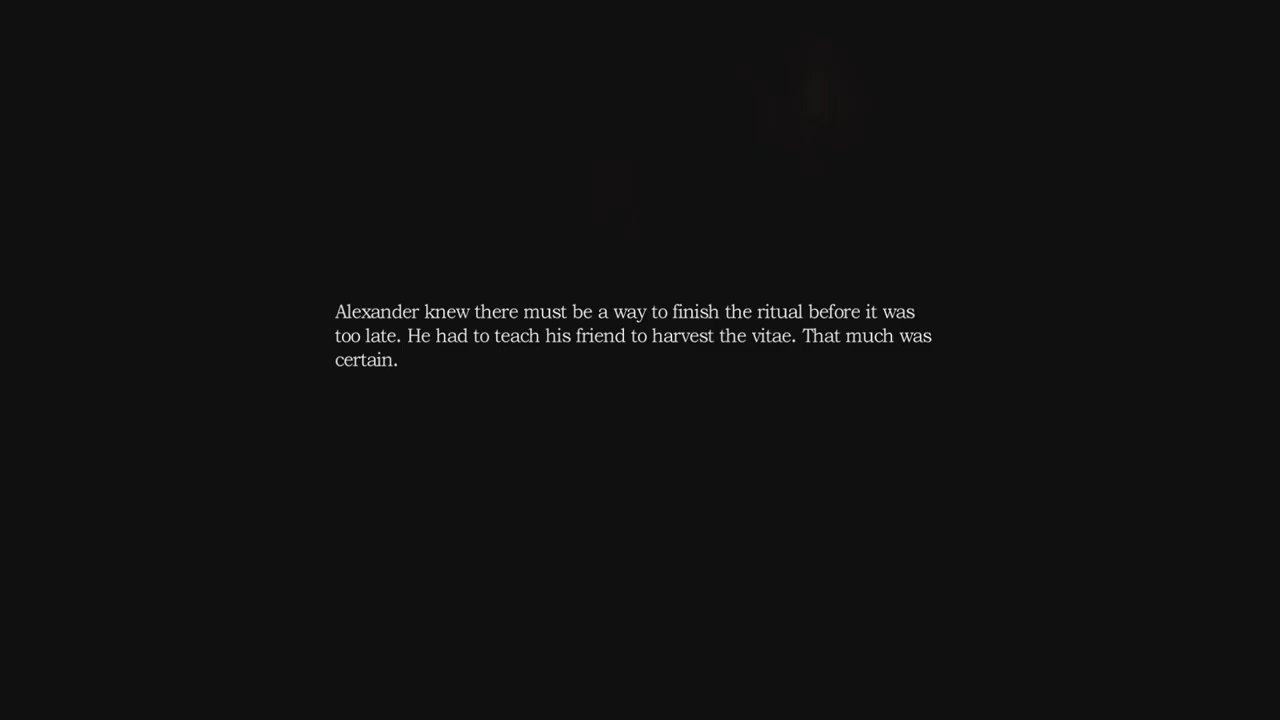 Alexander knew there must be a way to finish the ritual before it was
too late. He had to teach his friend to harvest the vitae. That much was
certain.